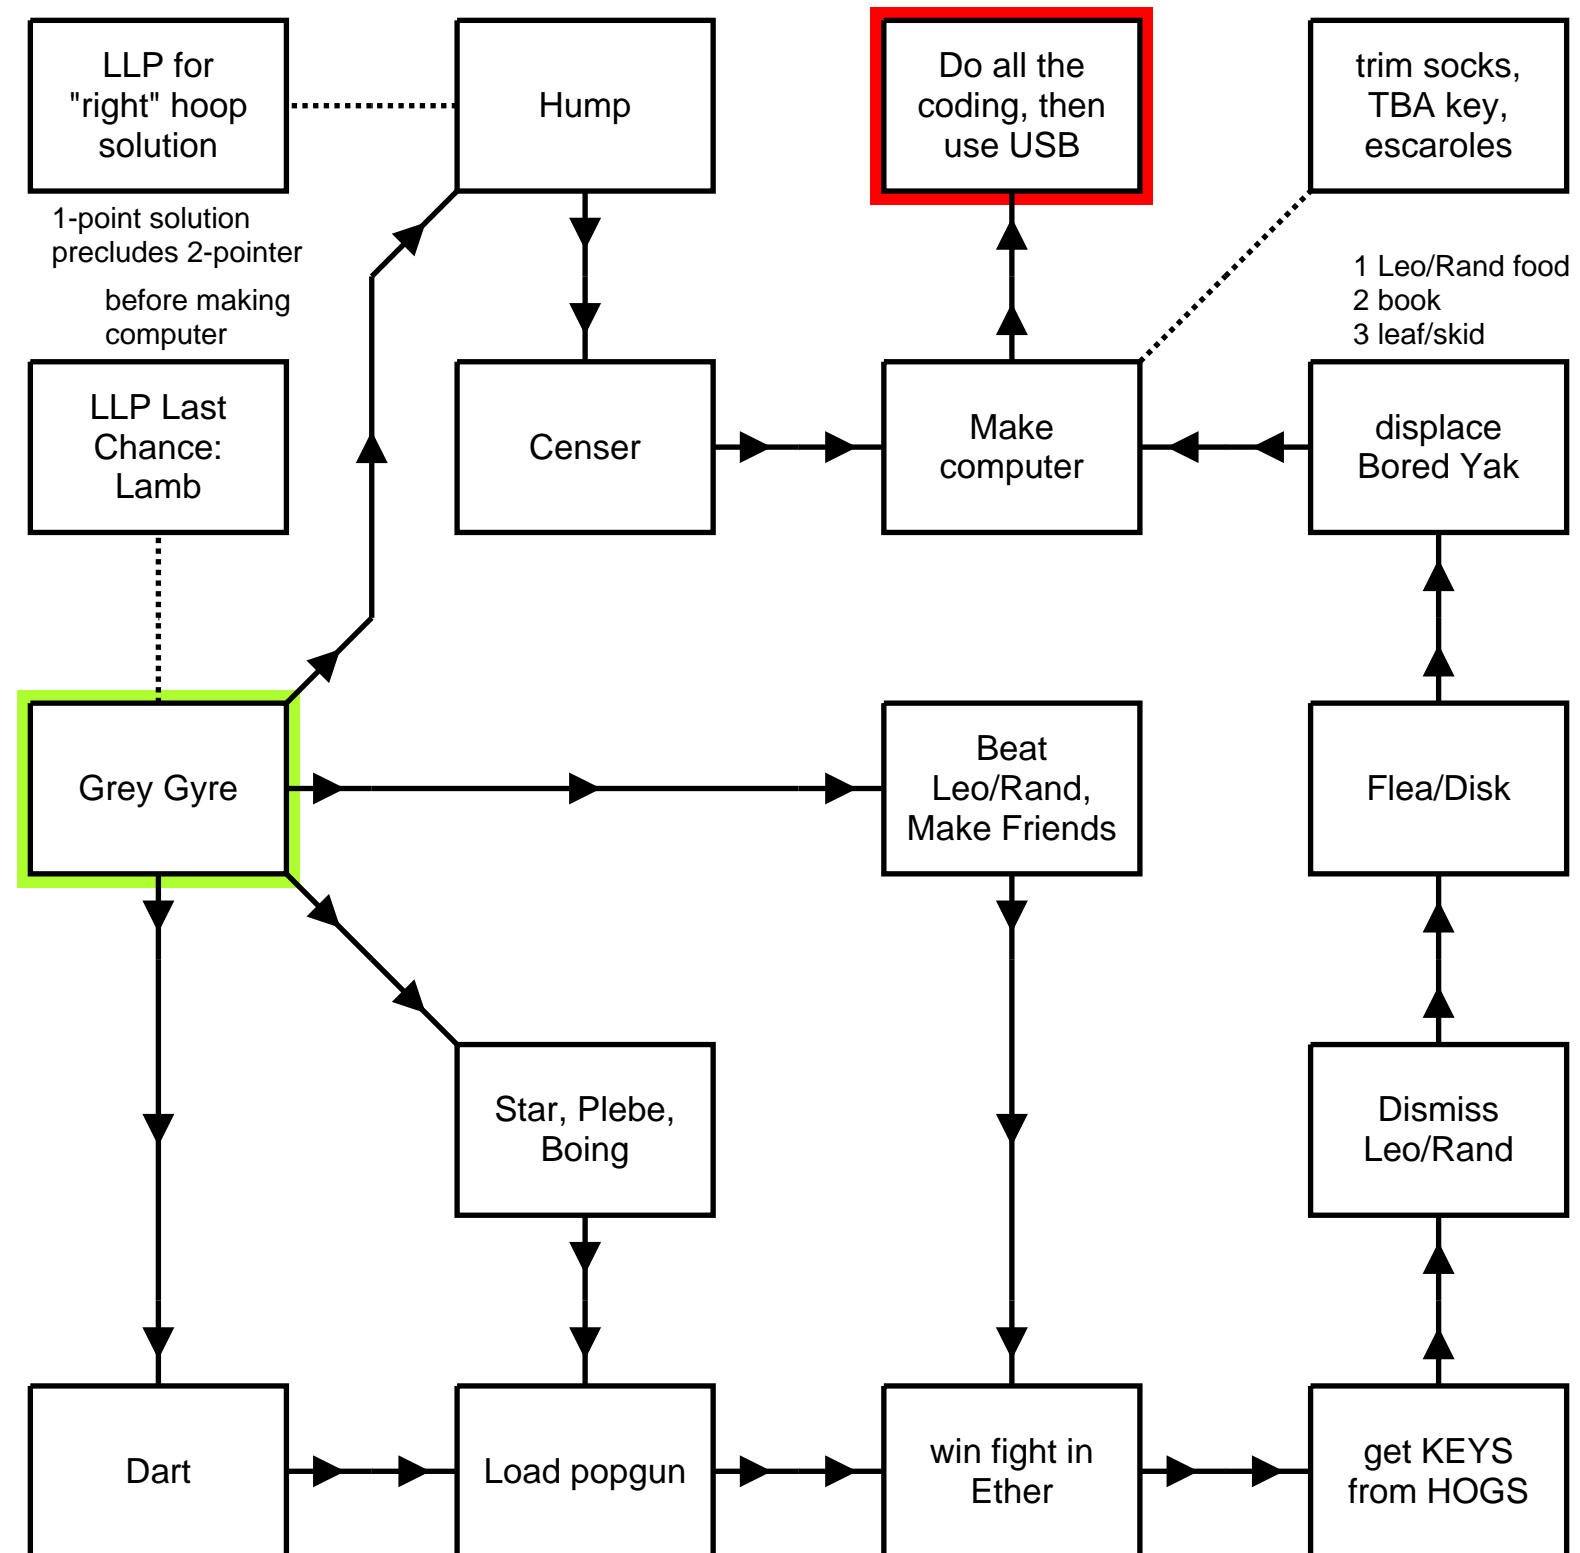 LLP for
"right" hoop
solution
Hump
Do all the
coding, then
use USB
trim socks,
TBA key,
escaroles
1-point solution
precludes 2-pointer
before making
computer
1 Leo/Rand food
2 book
3 leaf/skid
LLP Last
Chance:
Lamb
Censer
Make
computer
displace
Bored Yak
Grey Gyre
Beat
Leo/Rand,
Make Friends
Flea/Disk
Star, Plebe,
Boing
Dismiss
Leo/Rand
Dart
Load popgun
win fight in
Ether
get KEYS
from HOGS